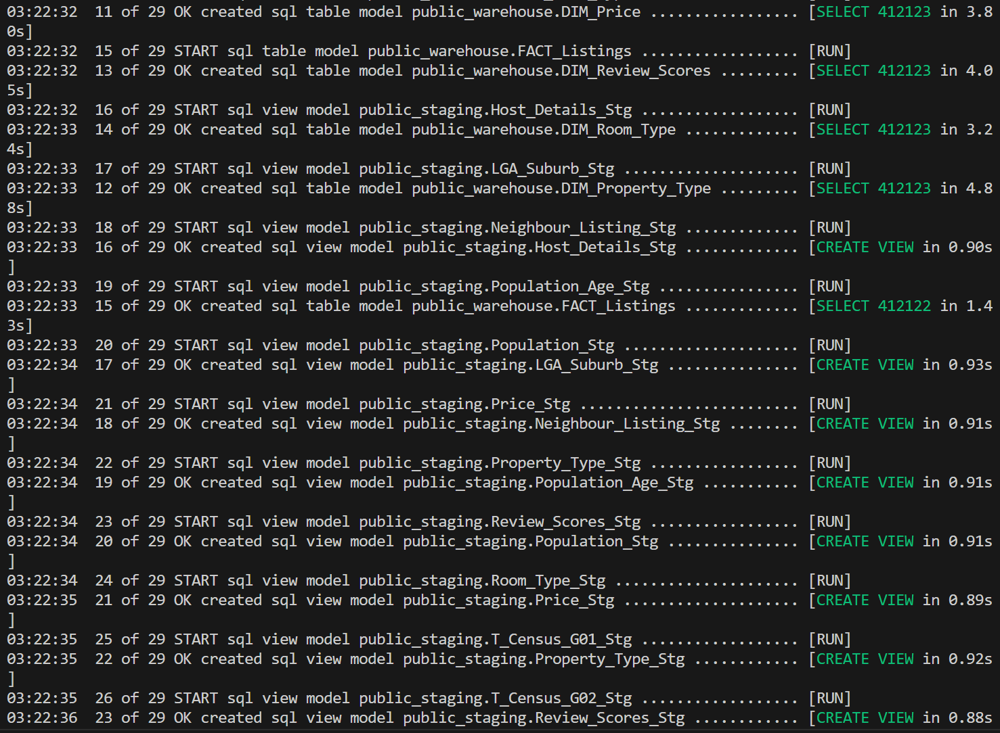 03:22:32  11 of 29 OK created sql table model public_warehouse.DIM_Price ................. [SELECT 412123 in 3.8
0s]
03:22:32  15 of 29 START sql table model public_warehouse.FACT_Listings .................. [RUN]
03:22:32  13 of 29 OK created sql table model public_warehouse.DIM_Review_Scores ......... [SELECT 412123 in 4.0
5s]
03:22:32  16 of 29 START sql view model public_staging.Host_Details_Stg .................. [RUN]
03:22:33  14 of 29 OK created sql table model public_warehouse.DIM_Room_Type ............. [SELECT 412123 in 3.2
4s]
03:22:33  17 of 29 START sql view model public_staging.LGA_Suburb_Stg .................... [RUN]
03:22:33  12 of 29 OK created sql table model public_warehouse.DIM_Property_Type ......... [SELECT 412123 in 4.8
8s]
03:22:33  18 of 29 START sql view model public_staging.Neighbour_Listing_Stg ............. [RUN]
03:22:33  16 of 29 OK created sql view model public_staging.Host_Details_Stg ............. [CREATE VIEW in 0.90s
]
03:22:33  19 of 29 START sql view model public_staging.Population_Age_Stg ................ [RUN]
03:22:33  15 of 29 OK created sql table model public_warehouse.FACT_Listings ............. [SELECT 412122 in 1.4
3s]
03:22:33  20 of 29 START sql view model public_staging.Population_Stg .................... [RUN]
03:22:34  17 of 29 OK created sql view model public_staging.LGA_Suburb_Stg ............... [CREATE VIEW in 0.93s
]
03:22:34  21 of 29 START sql view model public_staging.Price_Stg ......................... [RUN]
03:22:34  18 of 29 OK created sql view model public_staging.Neighbour_Listing_Stg ........ [CREATE VIEW in 0.91s
]
03:22:34  22 of 29 START sql view model public_staging.Property_Type_Stg ................. [RUN]
03:22:34  19 of 29 OK created sql view model public_staging.Population_Age_Stg ........... [CREATE VIEW in 0.91s
]
03:22:34  23 of 29 START sql view model public_staging.Review_Scores_Stg ................. [RUN]
03:22:34  20 of 29 OK created sql view model public_staging.Population_Stg ............... [CREATE VIEW in 0.91s
]
03:22:34  24 of 29 START sql view model public_staging.Room_Type_Stg ..................... [RUN]
03:22:35  21 of 29 OK created sql view model public_staging.Price_Stg .................... [CREATE VIEW in 0.89s
]
03:22:35  25 of 29 START sql view model public_staging.T_Census_G01_Stg .................. [RUN]
03:22:35  22 of 29 OK created sql view model public_staging.Property_Type_Stg ............ [CREATE VIEW in 0.92s
]
03:22:35  26 of 29 START sql view model public_staging.T_Census_G02_Stg .................. [RUN]
03:22:36  23 of 29 OK created sql view model public_staging.Review_Scores_Stg ............ [CREATE VIEW in 0.88s